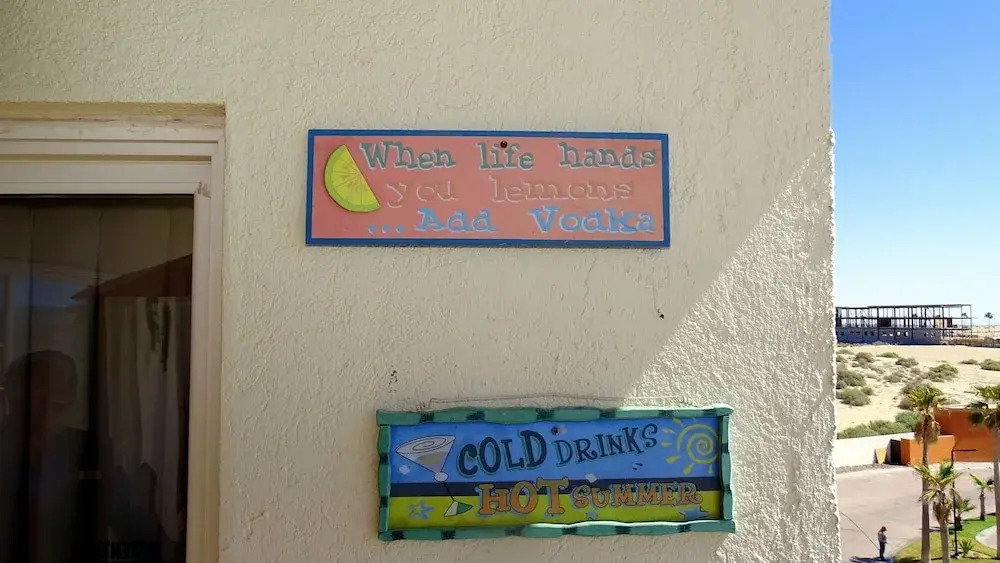 When life hands
you lemons
... Add Vodka
COLD DRINKS
HOT SUMMER